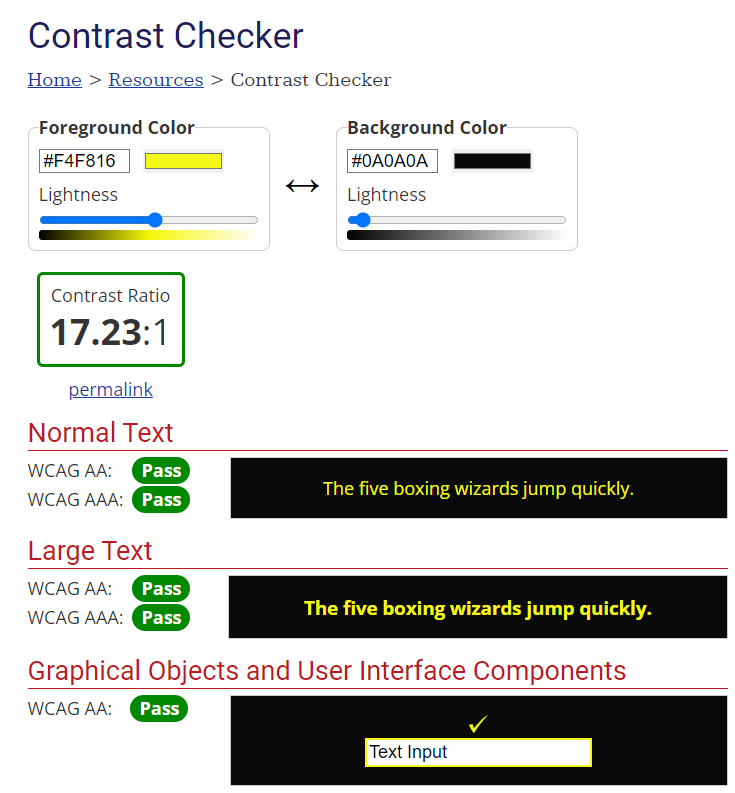 Contrast Checker
Home > Resources > Contrast Checker
Foreground Color
#F4F816
Lightness
Background Color
#0A0A0A
Lightness
Contrast Ratio
17.23:1
permalink
Normal Text
WCAG AA: Pass
WCAG AAA: Pass
The five boxing wizards jump quickly.
Large Text
WCAG AA: Pass
WCAG AAA: Pass
The five boxing wizards jump quickly.
Graphical Objects and User Interface Components
WCAG AA: Pass
Text Input